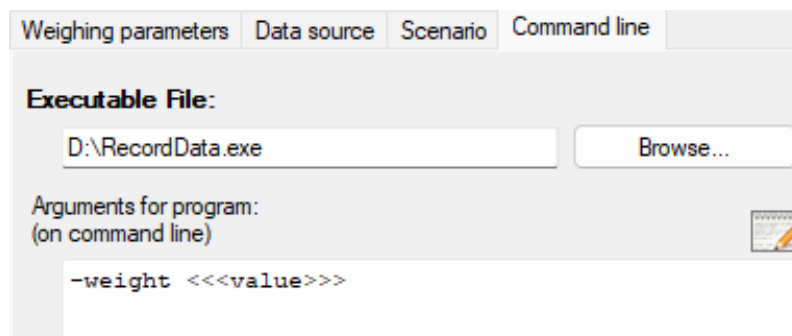 Weighing parameters Data source Scenario Command line
Executable File:
D:\RecordData.exe Browse...
Arguments for program:
(on command line)
-weight <<<value>>>